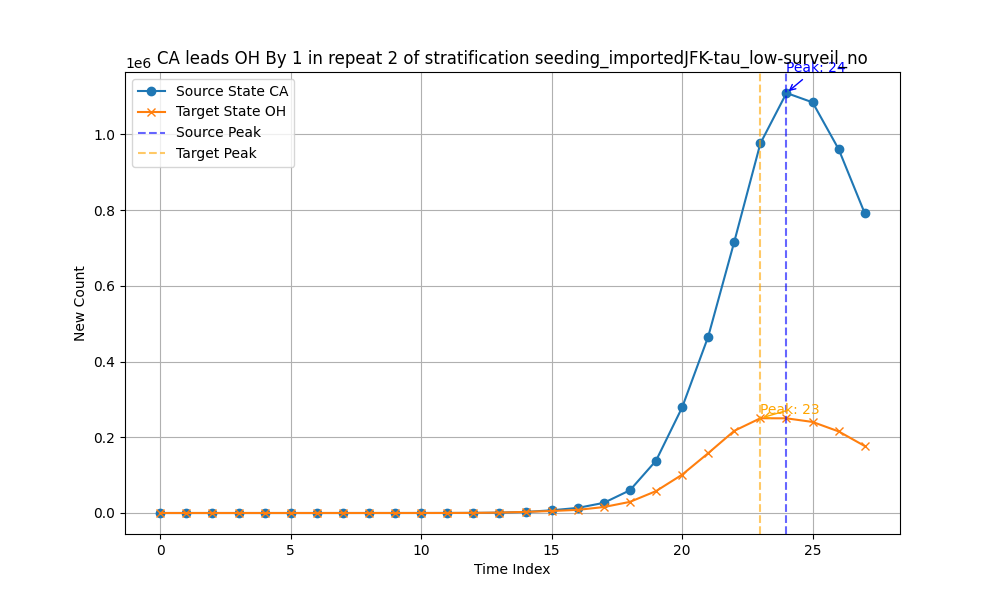 CA leads OH By 1 in repeat 2 of stratification seeding_importedJFK-tau_low-surveil_no
1e6
Peak: 24
Source State CA
Target State OH
Source Peak
Target Peak
1.0
0.8
0.6
0.4
0.2
0.0
New Count
Peak: 23
0
5
10
15
20
25
Time Index